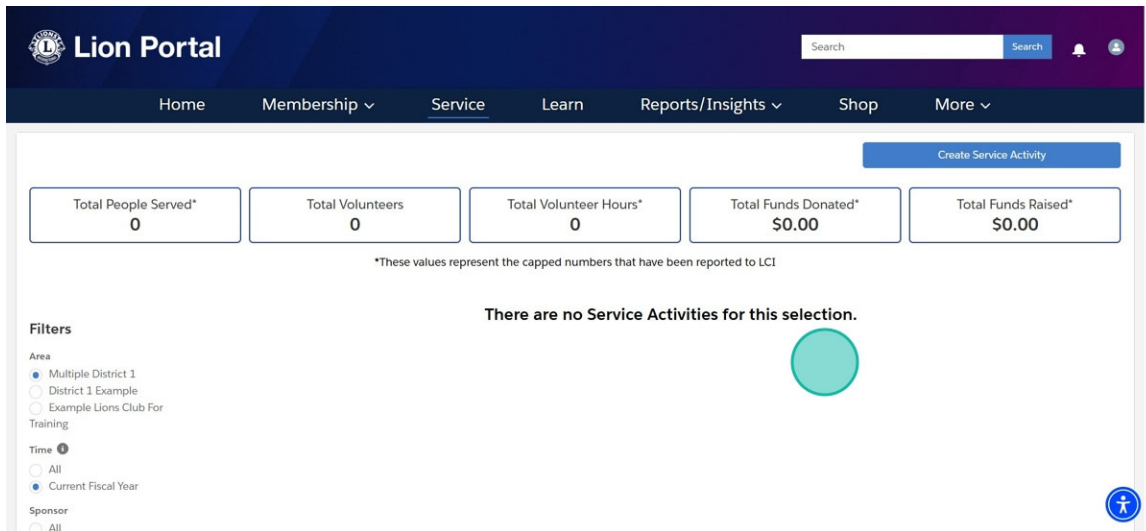 Lion Portal
Search
Search
Home Membership Service Learn Reports/Insights Shop More
Create Service Activity
Total People Served*
0
Total Volunteers
0
Total Volunteer Hours*
0
Total Funds Donated*
$0.00
Total Funds Raised*
$0.00
*These values represent the capped numbers that have been reported to LCI
There are no Service Activities for this selection.
Filters
Area
Multiple District 1
District 1 Example
Example Lions Club For
Training
Time
All
Current Fiscal Year
Sponsor
All